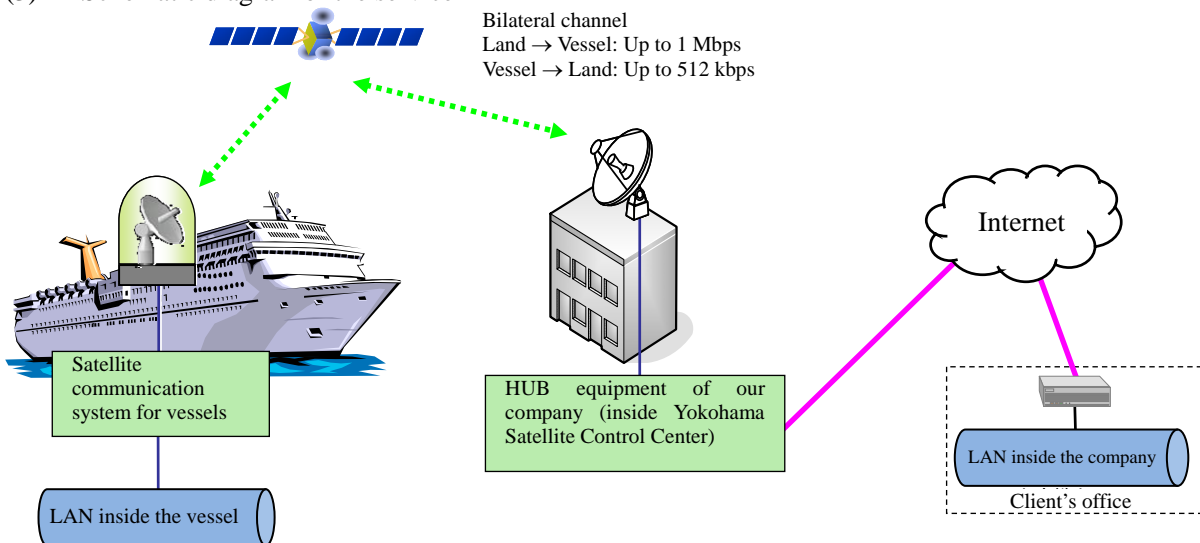 Bilateral channel
Land → Vessel: Up to 1 Mbps
Vessel → Land: Up to 512 kbps
Internet
Satellite
communication
system for vessels
HUB equipment of our
company (inside Yokohama
Satellite Control Center)
LAN inside the company
Client's office
LAN inside the vessel